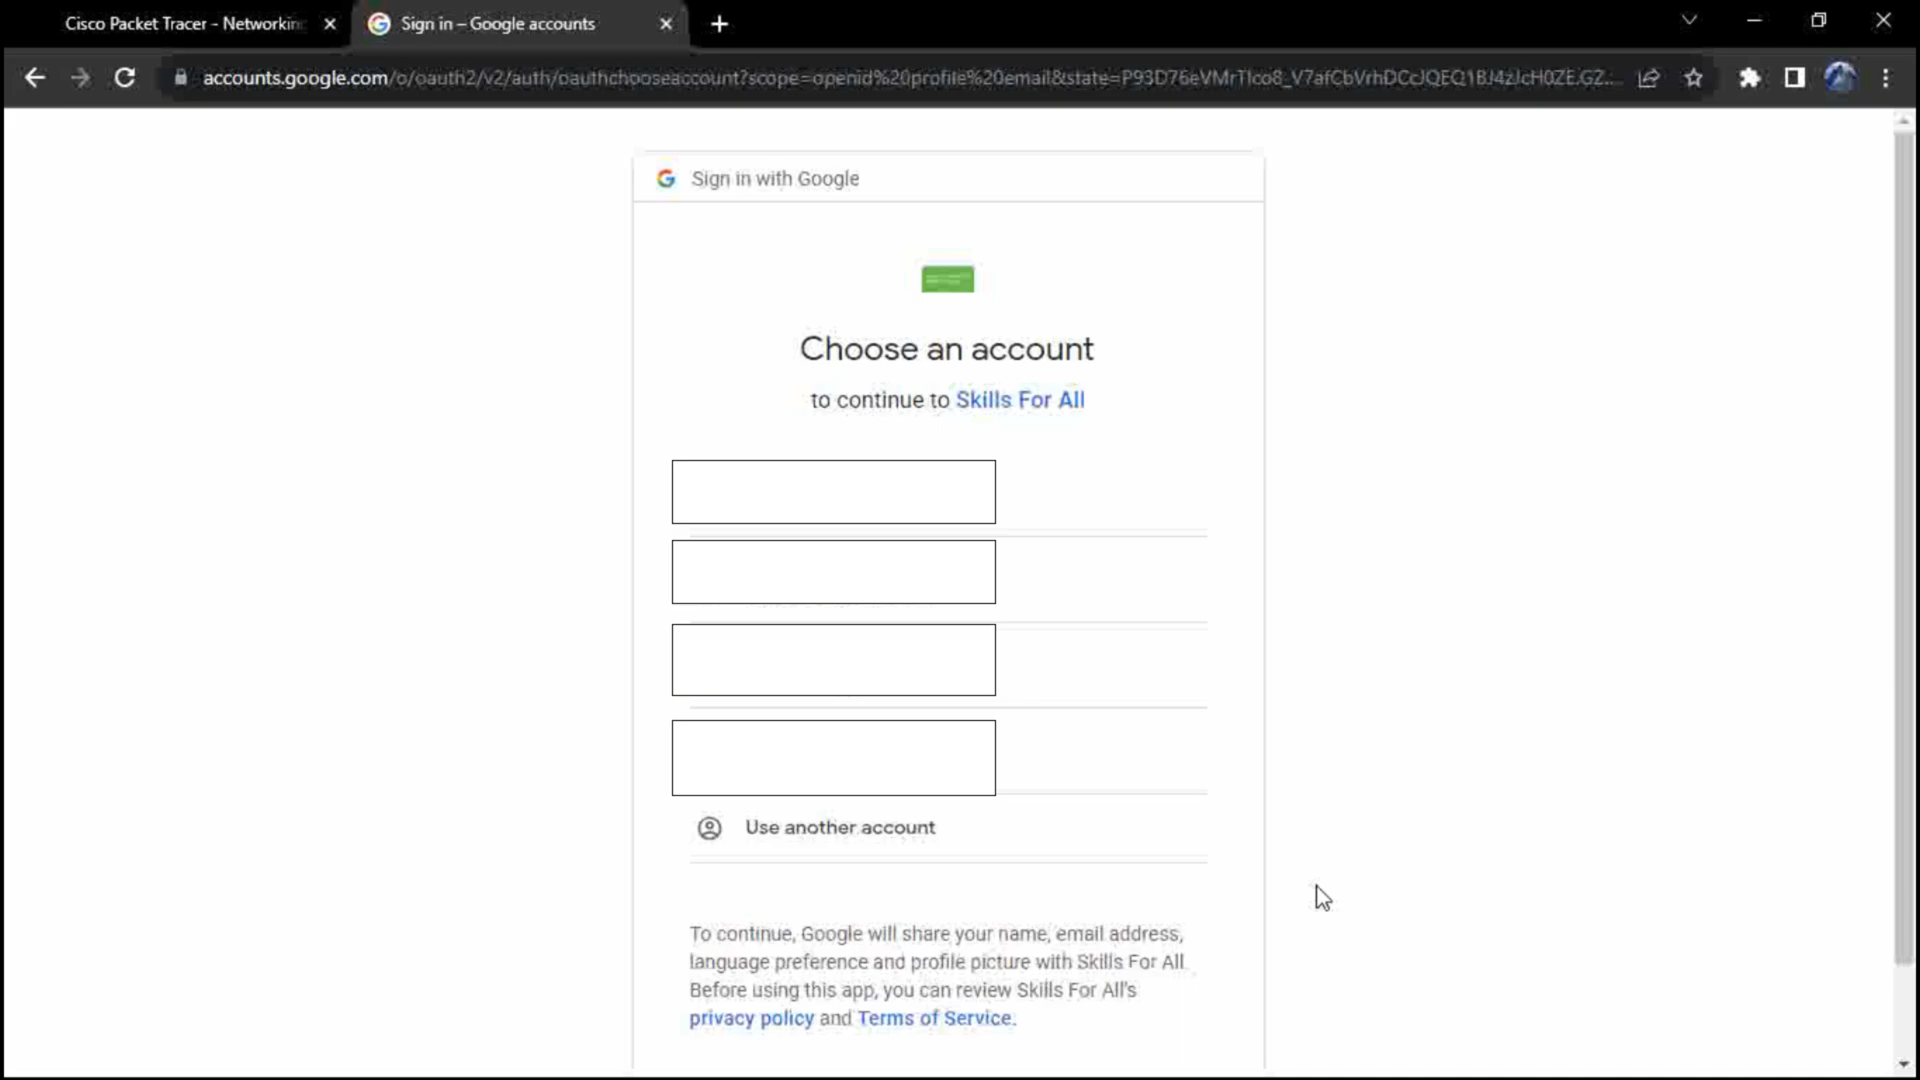 Cisco Packet Tracer - Networkin
Sign in – Google accounts
accounts.google.com/o/oauth2/v2/auth/oauthchooseaccount?scope=openid%20profile%20email&state=
Sign in with Google
Choose an account
to continue to Skills For All
Use another account
To continue, Google will share your name, email address,
language preference and profile picture with Skills For All
Before using this app, you can review Skills For All's
privacy policy and Terms of Service.